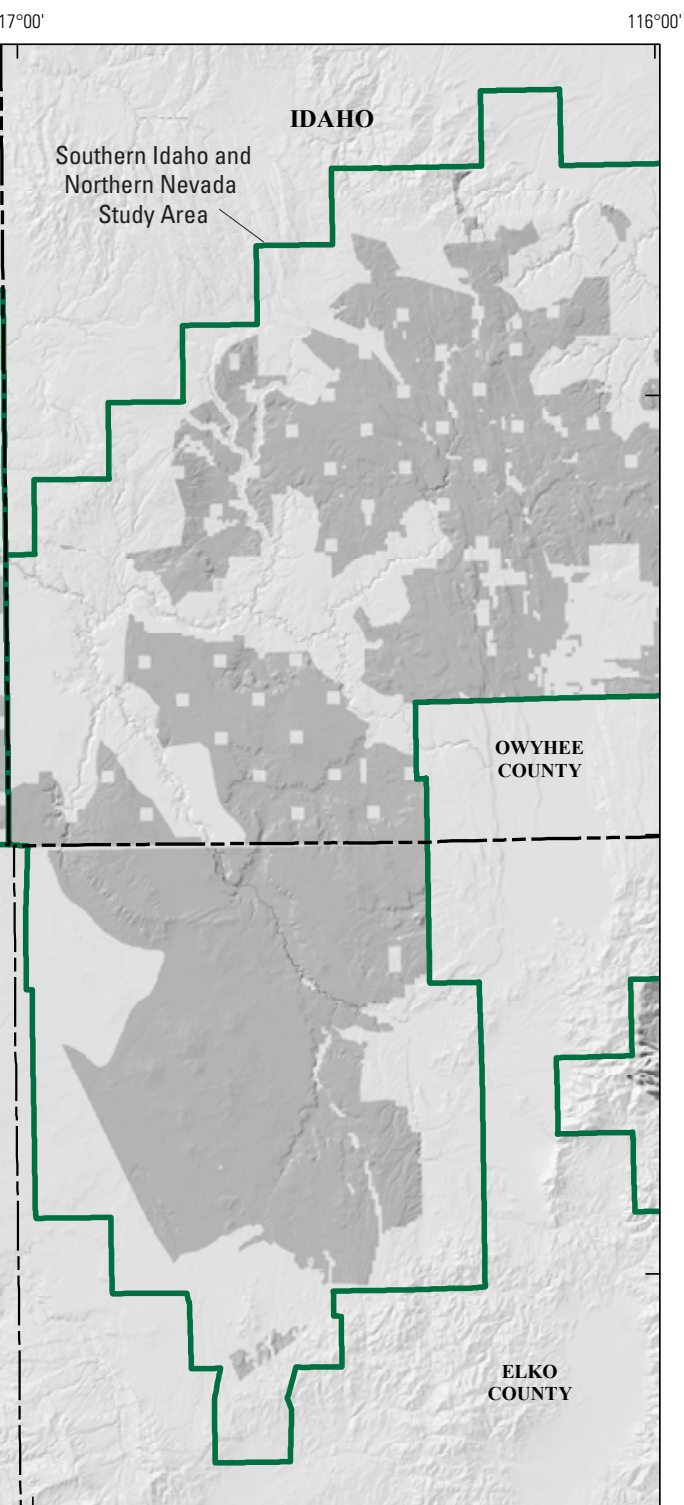 17°00'
116°00'
IDAHO
Southern Idaho and
Northern Nevada
Study Area
OWYHEE
COUNTY
ELKO
COUNTY